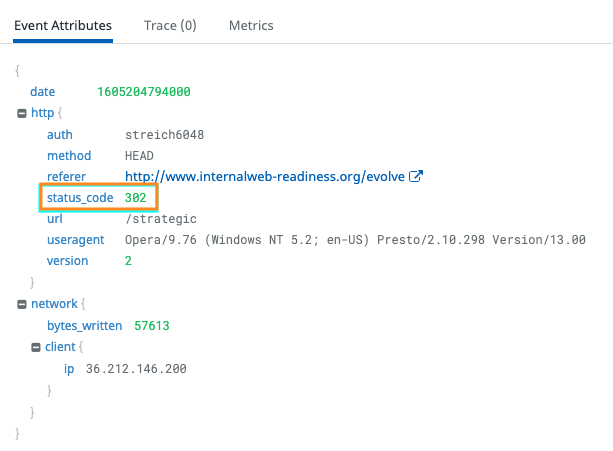 Event Attributes Trace (0) Metrics
{
date 1605204794000
http {
auth streich6048
method HEAD
referer http://www.internalweb-readiness.org/evolve
status_code 302
url /strategic
useragent Opera/9.76 (Windows NT 5.2; en-US) Presto/2.10.298 Version/13.00
version 2
}
network {
bytes_written 57613
client {
ip 36.212.146.200
}
}
}